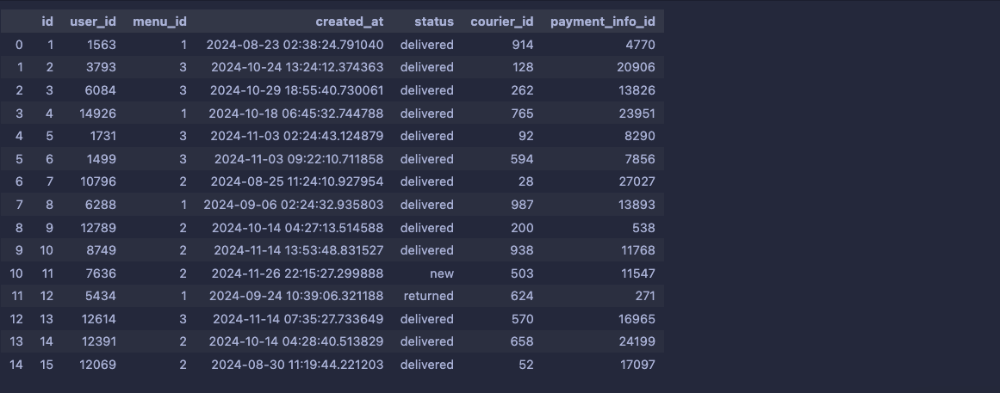 id user_id menu_id created_at status courier_id payment_info_id
0 1 1563 1 2024-08-23 02:38:24.791040 delivered 914 4770
1 2 3793 3 2024-10-24 13:24:12.374363 delivered 128 20906
2 3 6084 3 2024-10-29 18:55:40.730061 delivered 262 13826
3 4 14926 1 2024-10-18 06:45:32.744788 delivered 765 23951
4 5 1731 3 2024-11-03 02:24:43.124879 delivered 92 8290
5 6 1499 3 2024-11-03 09:22:10.711858 delivered 594 7856
6 7 10796 2 2024-08-25 11:24:10.927954 delivered 28 27027
7 8 6288 1 2024-09-06 02:24:32.935803 delivered 987 13893
8 9 12789 2 2024-10-14 04:27:13.514588 delivered 200 538
9 10 8749 2 2024-11-14 13:53:48.831527 delivered 938 11768
10 11 7636 2 2024-11-26 22:15:27.299888 new 503 11547
11 12 5434 1 2024-09-24 10:39:06.321188 returned 624 271
12 13 12614 3 2024-11-14 07:35:27.733649 delivered 570 16965
13 14 12391 2 2024-10-14 04:28:40.513829 delivered 658 24199
14 15 12069 2 2024-08-30 11:19:44.221203 delivered 52 17097